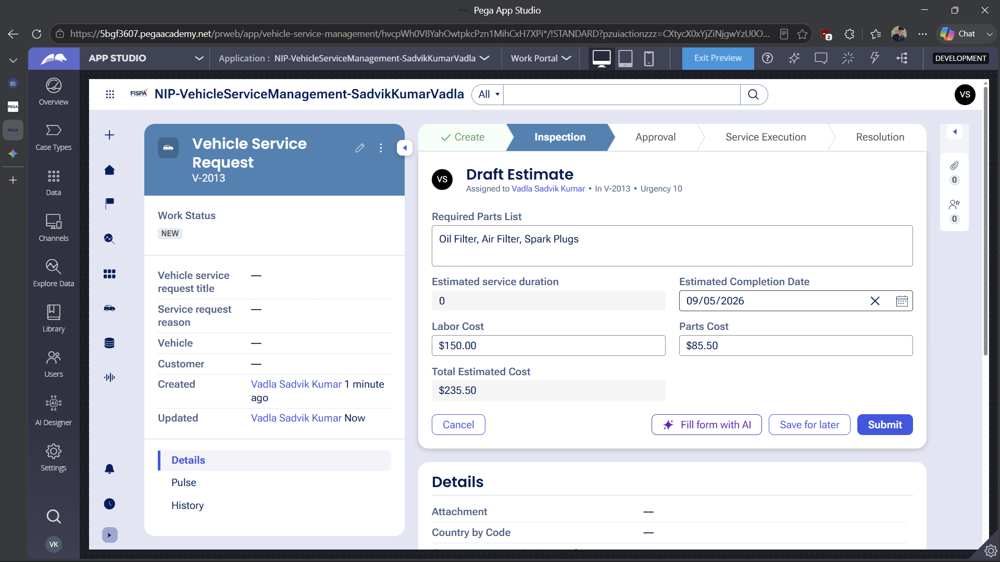 Pega App Studio
https://5bgf3607.pegaacademy.net/prweb/app/vehicle-service-management/hvcpWh0V8YahOwtpkcPzn1MihCxH7XPi*/!STANDARD?pzuiactionzzz=CXtycX0xYjZiNjgwYzU0O...
2
Chat
APP STUDIO
Application : NIP-VehicleServiceManagement-SadvikKumarVadla
Work Portal
Exit Preview
DEVELOPMENT
PEGA
PEGA
Overview
Case Types
Data
Channels
Explore Data
Library
Users
AI Designer
Settings
VK
FISPA
NIP-VehicleServiceManagement-SadvikKumarVadla
All
VS
Vehicle Service
Request
V-2013
Work Status
NEW
Vehicle service
request title
––
Service request
reason
––
Vehicle
––
Customer
––
Created
Vadla Sadvik Kumar 1 minute
ago
Updated
Vadla Sadvik Kumar Now
Details
Pulse
History
Create
Inspection
Approval
Service Execution
Resolution
VS
Draft Estimate
Assigned to Vadla Sadvik Kumar • In V-2013 • Urgency 10
Required Parts List
Oil Filter, Air Filter, Spark Plugs
Estimated service duration
0
Estimated Completion Date
09/05/2026
Labor Cost
$150.00
Parts Cost
$85.50
Total Estimated Cost
$235.50
Cancel
Fill form with AI
Save for later
Submit
0
0
Details
Attachment
––
Country by Code
––